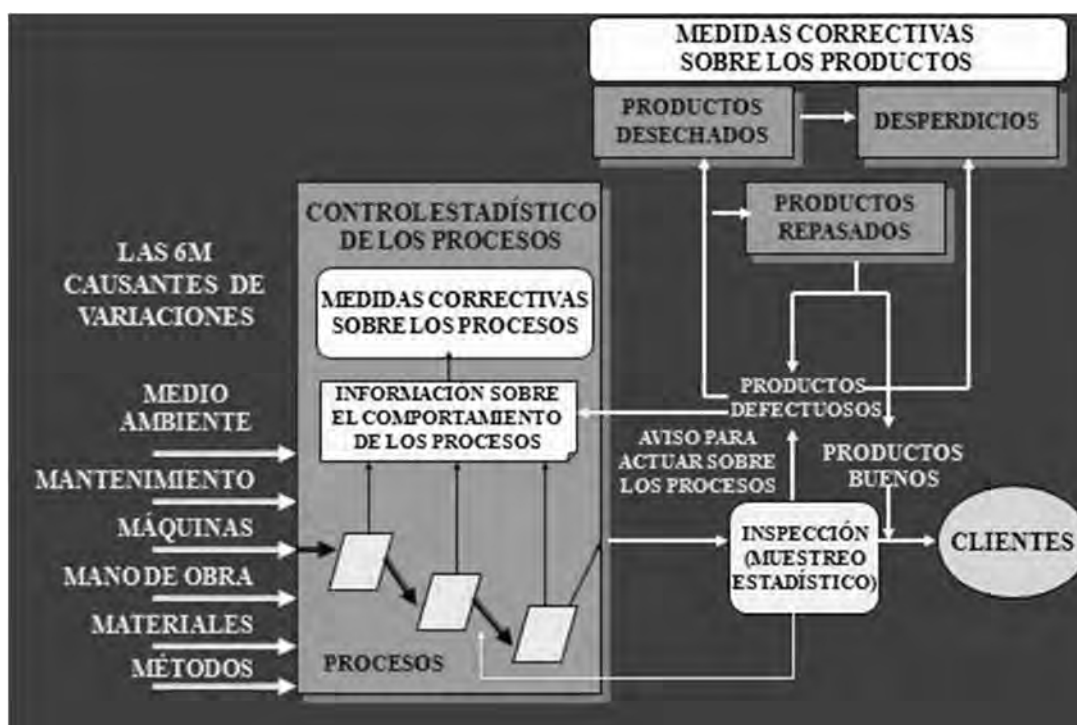 MEDIDAS CORRECTIVAS
SOBRE LOS PRODUCTOS
PRODUCTOS
DESECHADOS
DESPERDICIOS
PRODUCTOS
REPASADOS
CONTROL ESTADÍSTICO
DE LOS PROCESOS
LAS 6M
CAUSANTES DE
VARIACIONES
MEDIDAS CORRECTIVAS
SOBRE LOS PROCESOS
INFORMACIÓN SOBRE
EL COMPORTAMIENTO
DE LOS PROCESOS
MEDIO
AMBIENTE
MANTENIMIENTO
MÁQUINAS
MANO DE OBRA
MATERIALES
MÉTODOS
PROCESOS
PRODUCTOS
DEFECTUOSOS
AVISO PARA
ACTUAR SOBRE
LOS PROCESOS
PRODUCTOS
BUENOS
INSPECCIÓN
(MUESTREO
ESTADÍSTICO)
CLIENTES